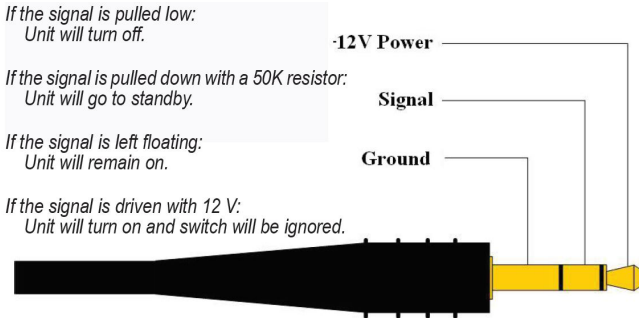 If the signal is pulled low:
Unit will turn off.
If the signal is pulled down with a 50K resistor:
Unit will go to standby.
If the signal is left floating:
Unit will remain on.
If the signal is driven with 12 V:
Unit will turn on and switch will be ignored.
-12V Power
Signal
Ground